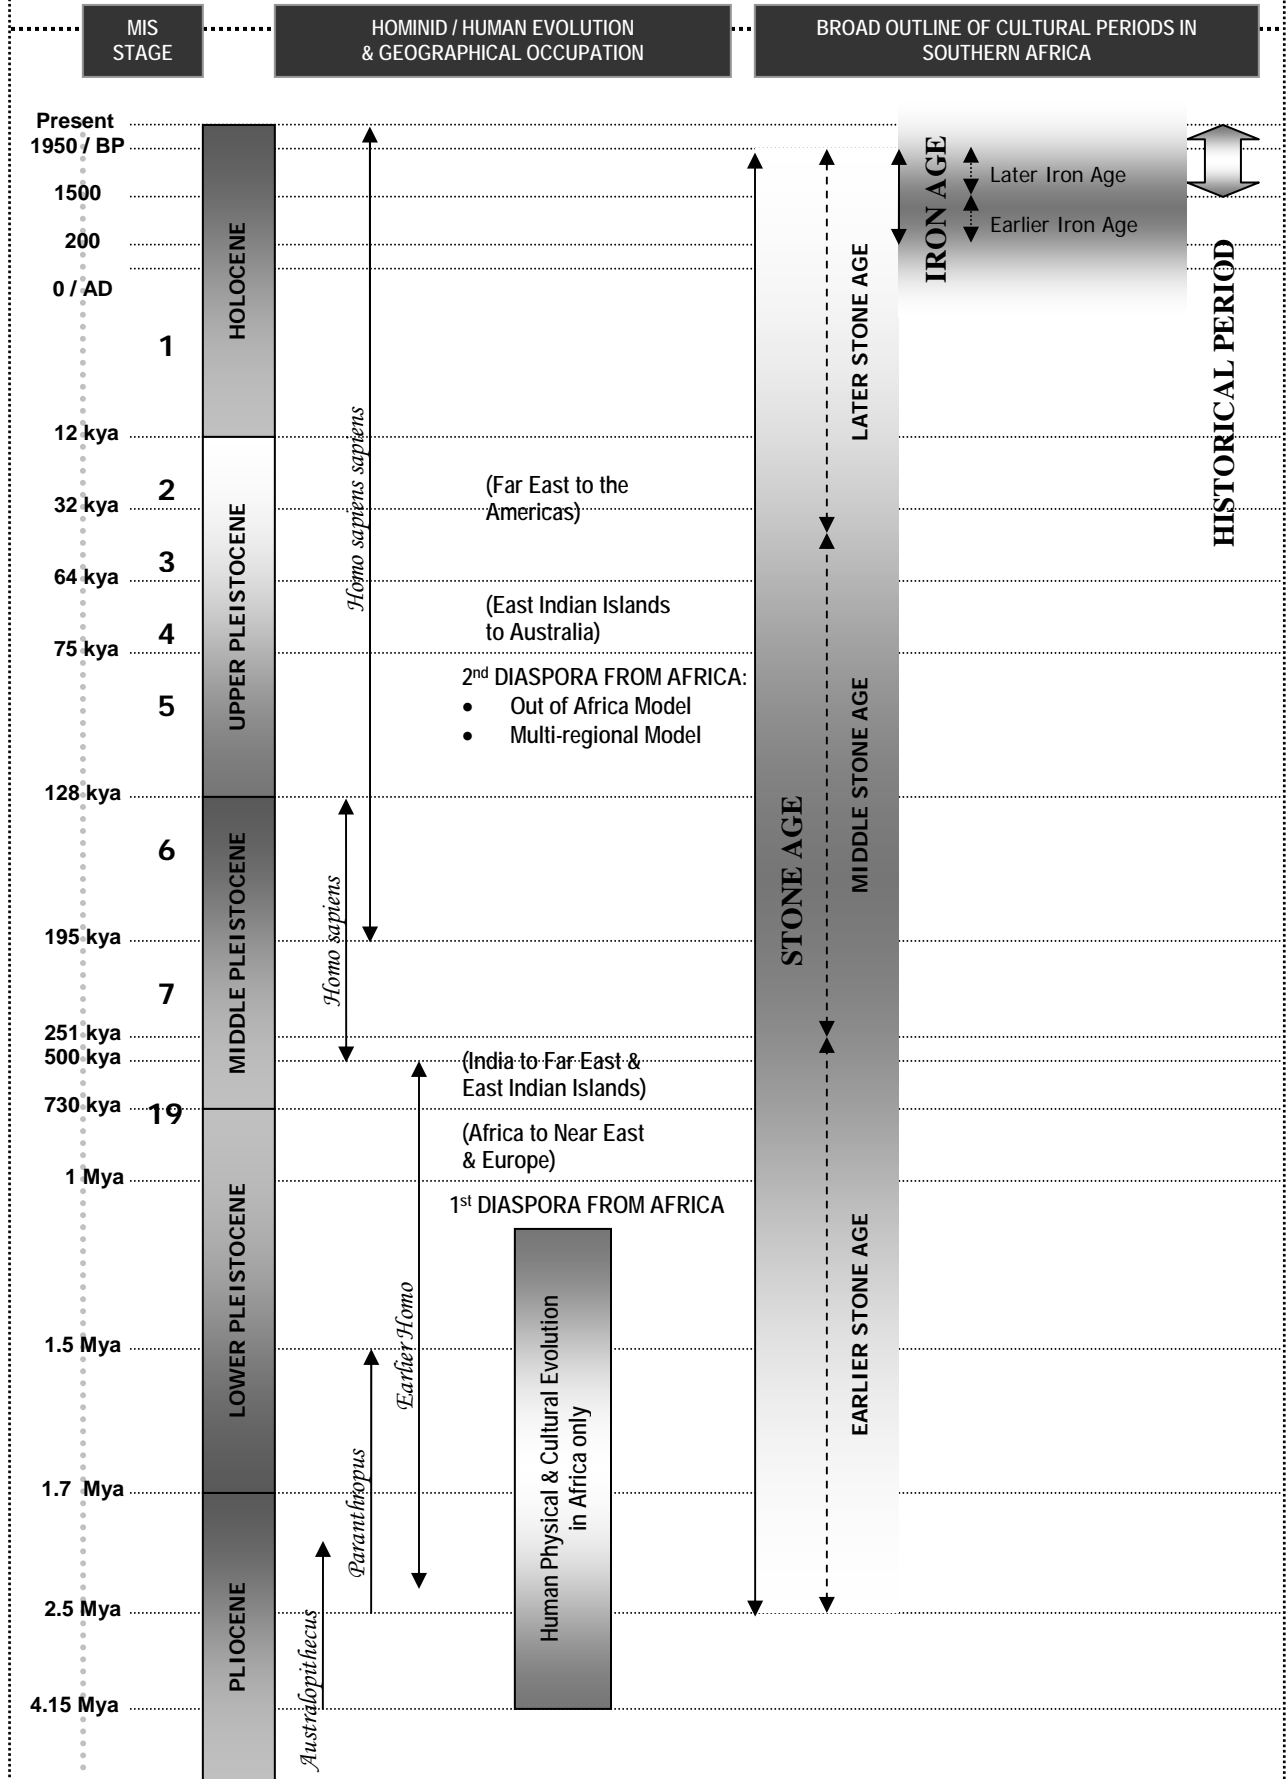 MIS
STAGE
HOMINID / HUMAN EVOLUTION
& GEOGRAPHICAL OCCUPATION
BROAD OUTLINE OF CULTURAL PERIODS IN
SOUTHERN AFRICA
Present
1950 / BP
1500
200
0 / AD
12 kya
32 kya
64 kya
75 kya
128 kya
195 kya
251 kya
500 kya
730 kya
1 Mya
1.5 Mya
1.7 Mya
2.5 Mya
4.15 Mya
1
2
3
4
5
6
7
19
HOLOCENE
UPPER PLEISTOCENE
MIDDLE PLEISTOCENE
LOWER PLEISTOCENE
PLIOCENE
Homo sapiens sapiens
Homo sapiens
Earlier Homo
Paranthropus
Australopithecus
(Far East to the
Americas)
(East Indian Islands
to Australia)
2nd DIASPORA FROM AFRICA:
• Out of Africa Model
• Multi-regional Model
(India to Far East &
East Indian Islands)
(Africa to Near East
& Europe)
1st DIASPORA FROM AFRICA
Human Physical & Cultural Evolution
in Africa only
STONE AGE
LATER STONE AGE
MIDDLE STONE AGE
EARLIER STONE AGE
IRON AGE
Later Iron Age
Earlier Iron Age
HISTORICAL PERIOD